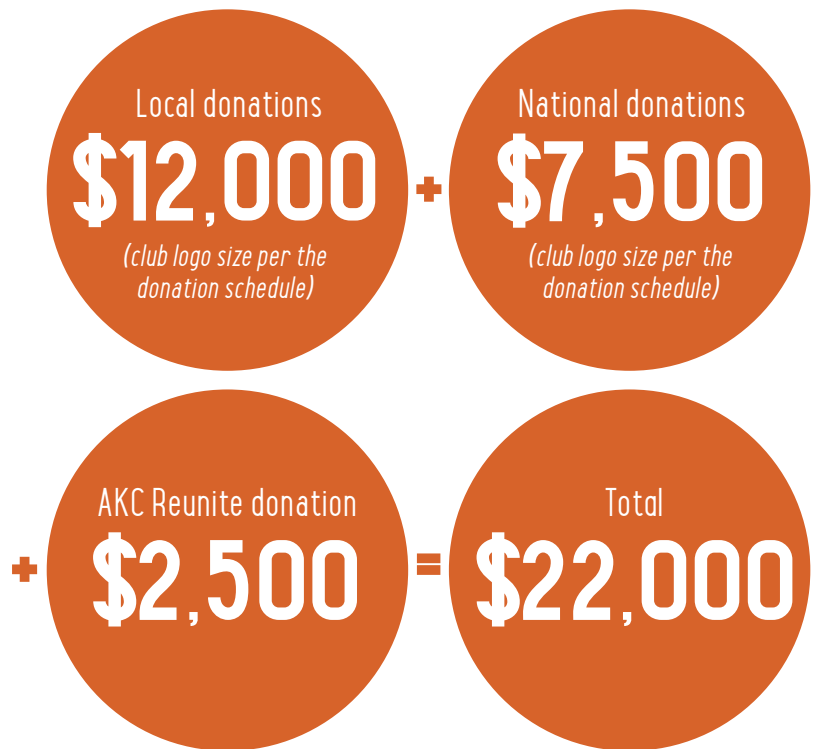 Local donations
$12,000
(club logo size per the
donation schedule)
+
National donations
$7,500
(club logo size per the
donation schedule)
+
AKC Reunite donation
$2,500
=
Total
$22,000